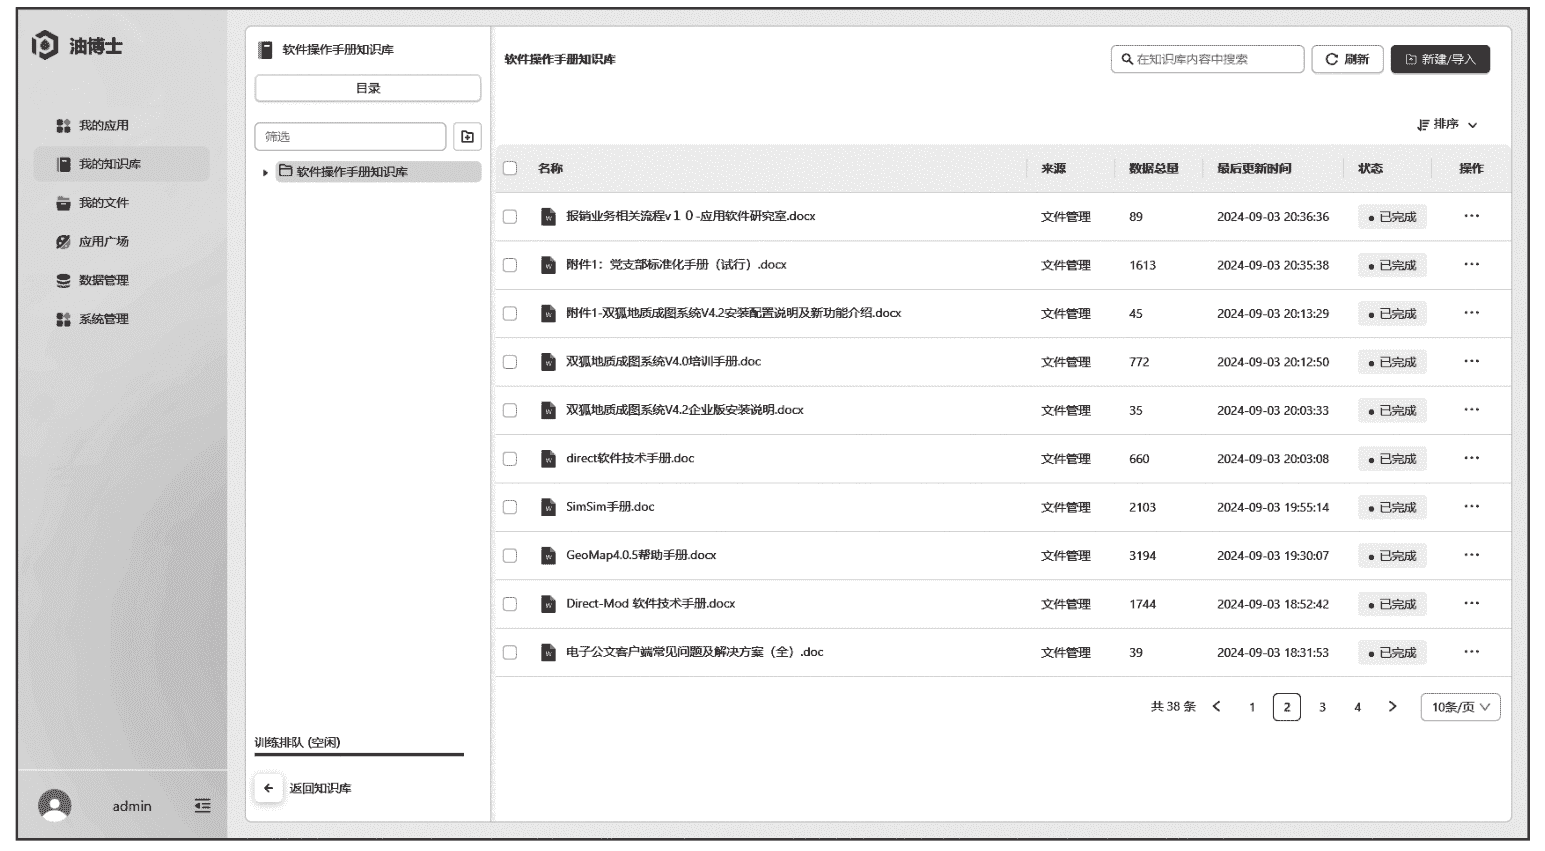 油博士
我的应用
我的知识库
我的文件
应用广场
数据管理
系统管理
admin
软件操作手册知识库
目录
筛选
软件操作手册知识库
训练排队 (空闲)
返回知识库
软件操作手册知识库
在知识库内容中搜索
刷新
新建/导入
排序
名称 来源 数据总量 最后更新时间 状态 操作
报销业务相关流程v１０-应用软件研究室.docx 文件管理 89 2024-09-03 20:36:36 已完成 ···
附件1：党支部标准化手册（试行）.docx 文件管理 1613 2024-09-03 20:35:38 已完成 ···
附件1-双狐地质成图系统V4.2安装配置说明及新功能介绍.docx 文件管理 45 2024-09-03 20:13:29 已完成 ···
双狐地质成图系统V4.0培训手册.doc 文件管理 772 2024-09-03 20:12:50 已完成 ···
双狐地质成图系统V4.2企业版安装说明.docx 文件管理 35 2024-09-03 20:03:33 已完成 ···
direct软件技术手册.doc 文件管理 660 2024-09-03 20:03:08 已完成 ···
SimSim手册.doc 文件管理 2103 2024-09-03 19:55:14 已完成 ···
GeoMap4.0.5帮助手册.docx 文件管理 3194 2024-09-03 19:30:07 已完成 ···
Direct-Mod 软件技术手册.docx 文件管理 1744 2024-09-03 18:52:42 已完成 ···
电子公文客户端常见问题及解决方案（全）.doc 文件管理 39 2024-09-03 18:31:53 已完成 ···
共 38 条 < 1 2 3 4 > 10条/页